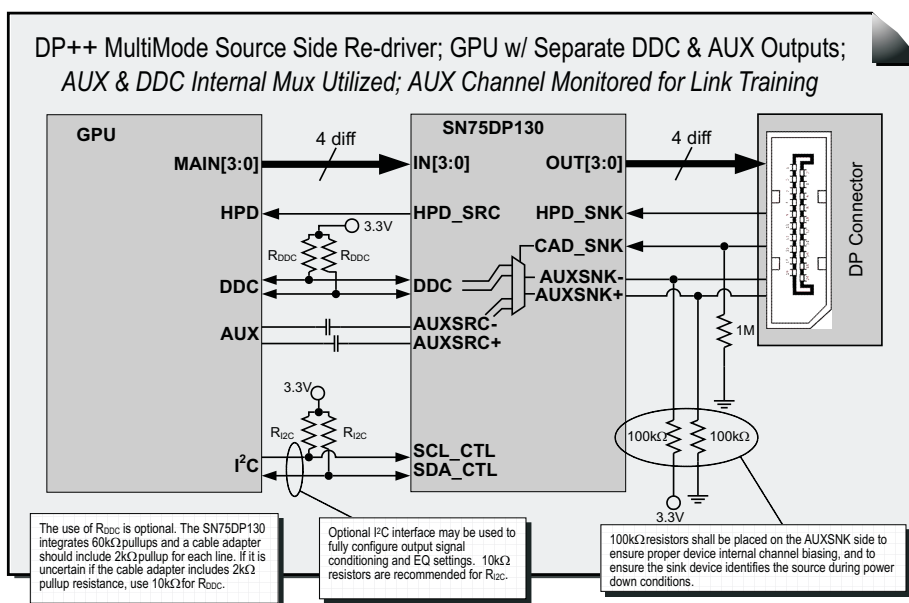 DP++ MultiMode Source Side Re-driver; GPU w/ Separate DDC & AUX Outputs;
AUX & DDC Internal Mux Utilized; AUX Channel Monitored for Link Training
GPU
SN75DP130
MAIN[3:0]
4 diff
IN[3:0]
OUT[3:0]
4 diff
HPD
HPD_SRC
HPD_SNK
3.3V
CAD_SNK
RDDC
RDDC
DDC
DDC
AUXSNK-
AUXSNK+
AUX
AUXSRC-
AUXSRC+
1M
DP Connector
3.3V
RI2C
RI2C
100kΩ
100kΩ
I²C
SCL_CTL
SDA_CTL
3.3V
The use of RDDC is optional. The SN75DP130
integrates 60kΩ pullups and a cable adapter
should include 2kΩ pullup for each line. If it is
uncertain if the cable adapter includes 2kΩ
pullup resistance, use 10kΩ for RDDC.
Optional I²C interface may be used to
fully configure output signal
conditioning and EQ settings. 10kΩ
resistors are recommended for RI2C.
100kΩ resistors shall be placed on the AUXSNK side to
ensure proper device internal channel biasing, and to
ensure the sink device identifies the source during power
down conditions.